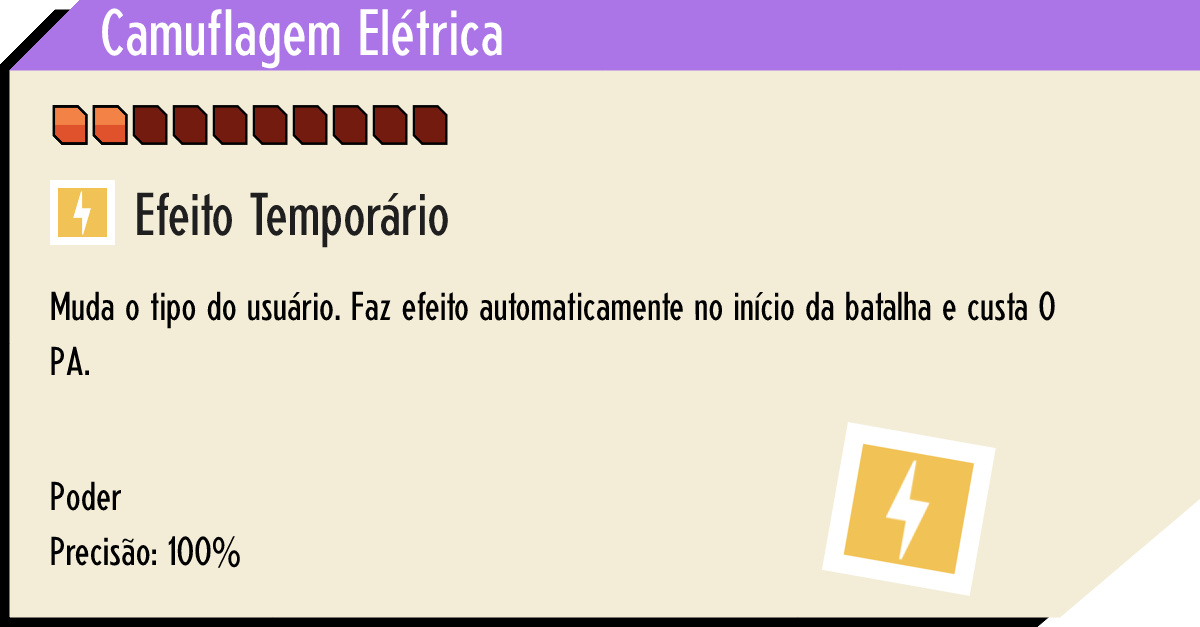 Camuflagem Elétrica
Efeito Temporário
Muda o tipo do usuário. Faz efeito automaticamente no início da batalha e custa 0
PA.
Poder
Precisão: 100%